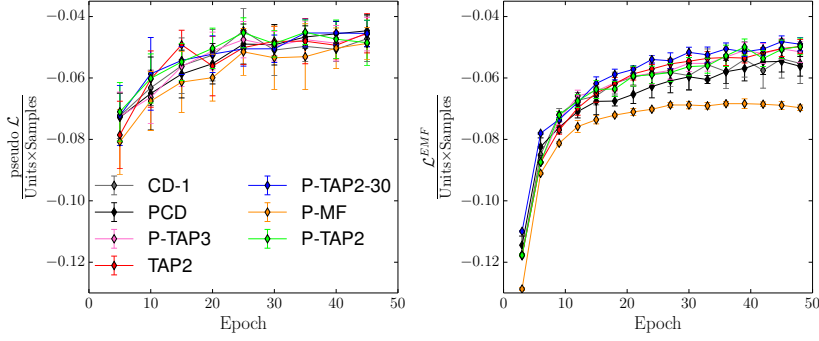 −0.04
−0.06
−0.08
−0.10
−0.12
pseudo 𝓛
Units×Samples
CD-1
PCD
P-TAP3
TAP2
P-TAP2-30
P-MF
P-TAP2
0 10 20 30 40 50
Epoch
−0.04
−0.06
−0.08
−0.10
−0.12
𝓛^EMF
Units×Samples
0 10 20 30 40 50
Epoch